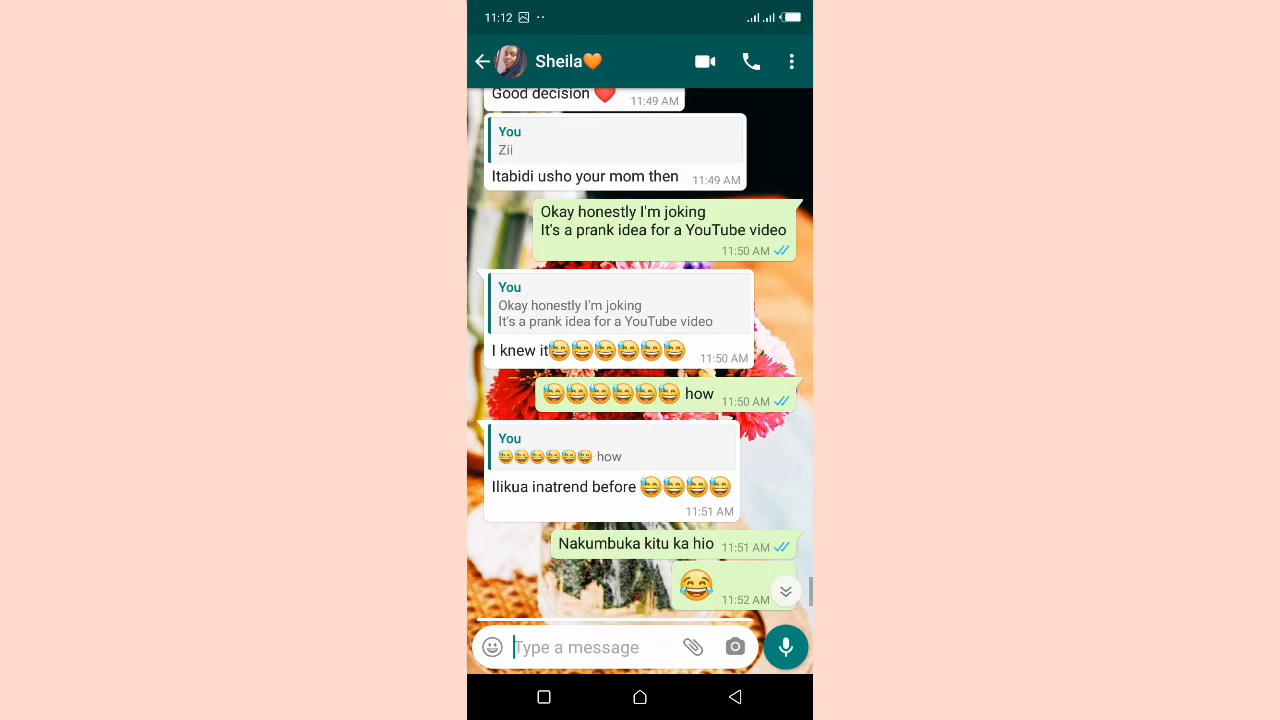 11:12
Sheila🧡
Good decision ❤️ 11:49 AM
You
Zii
Itabidi usho your mom then 11:49 AM
Okay honestly I'm joking
It's a prank idea for a YouTube video
11:50 AM
You
Okay honestly I'm joking
It's a prank idea for a YouTube video
I knew it😅😅😅😅😅😅 11:50 AM
😅😅😅😅😅😅 how 11:50 AM
You
😅😅😅😅😅😅 how
Ilikua inatrend before 😅😅😅😅
11:51 AM
Nakumbuka kitu ka hio 11:51 AM
😂 11:52 AM
Type a message